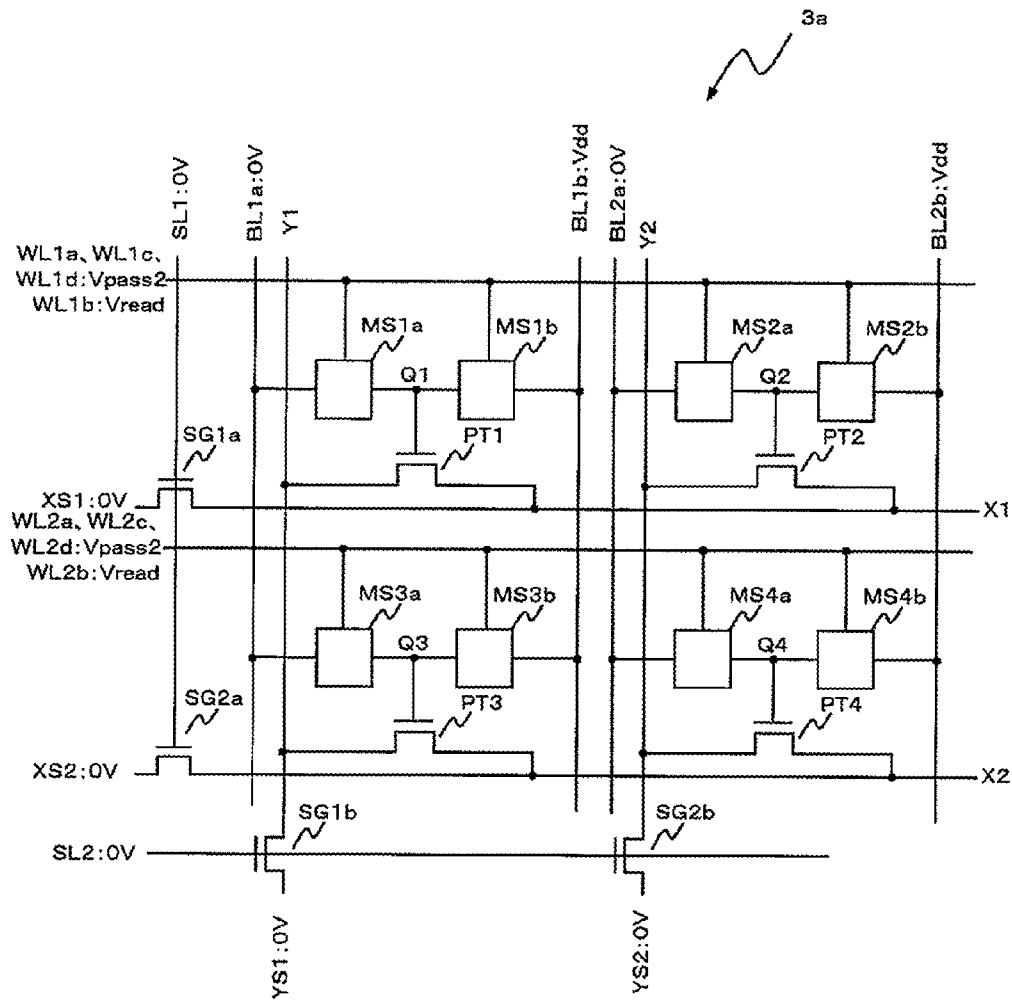 3a
SL1:0V
BL1a:0V
Y1
BL1b:Vdd
BL2a:0V
Y2
BL2b:Vdd
WL1a、WL1c、
WL1d:Vpass2
WL1b:Vread
MS1a
MS1b
MS2a
MS2b
Q1
Q2
SG1a
PT1
PT2
XS1:0V
X1
WL2a、WL2c、
WL2d:Vpass2
WL2b:Vread
MS3a
MS3b
MS4a
MS4b
Q3
Q4
SG2a
PT3
PT4
XS2:0V
X2
SG1b
SG2b
SL2:0V
YS1:0V
YS2:0V